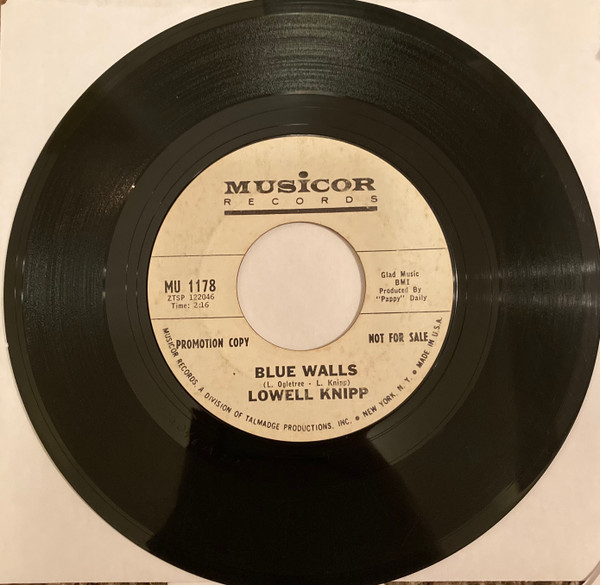 MUSICOR
RECORDS
MU 1178
ZTSP 122046
Time: 2:16
Glad Music
BMI
Produced By
"Pappy" Daily
PROMOTION COPY
NOT FOR SALE
BLUE WALLS
(L. Ogletree - L. Knipp)
LOWELL KNIPP
MUSICOR RECORDS, A DIVISION OF TALMADGE PRODUCTIONS, INC. ● NEW YORK, N. Y. ● MADE IN U.S.A.